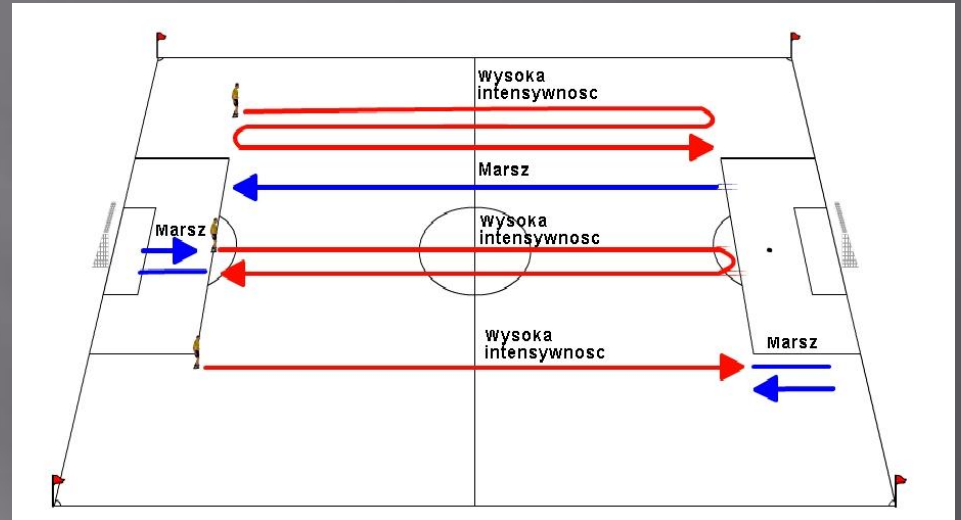 Wysoka
intensywnosc
Marsz
Wysoka
intensywnosc
Marsz
Wysoka
intensywnosc
Marsz